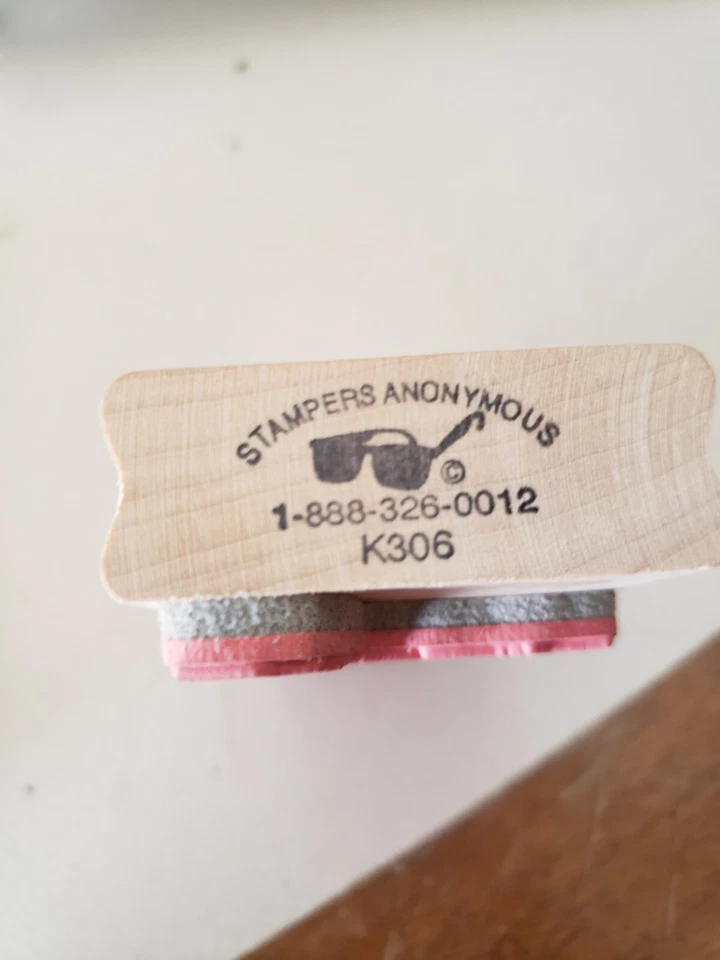 STAMPERS ANONYMOUS
©
1-888-326-0012
K306